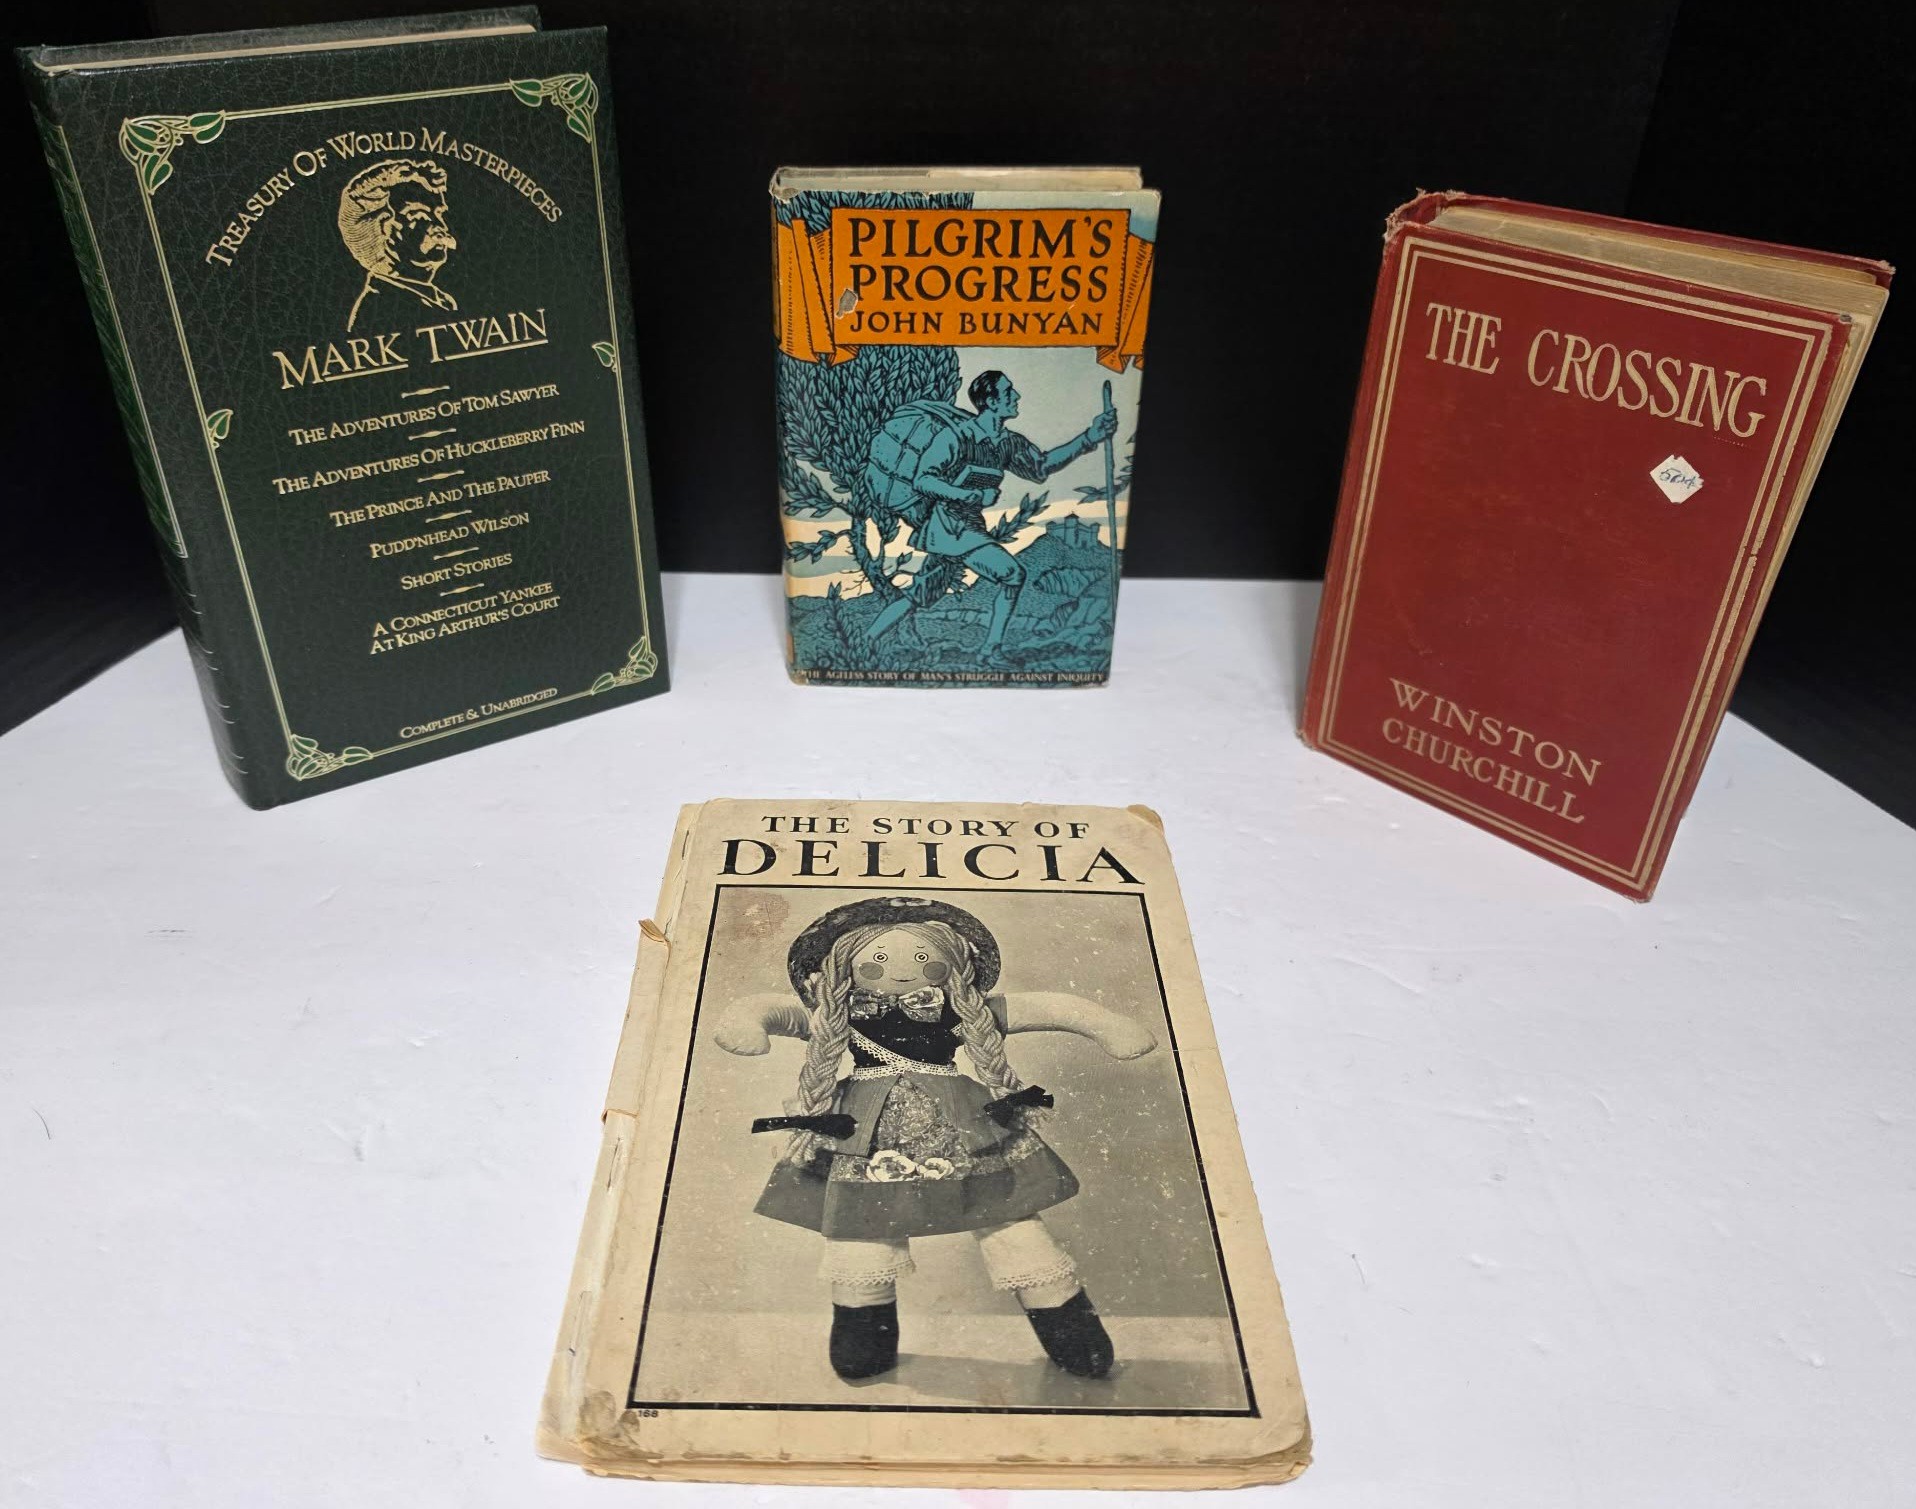 TREASURY OF WORLD MASTERPIECES
MARK TWAIN
THE ADVENTURES OF TOM SAWYER
THE ADVENTURES OF HUCKLEBERRY FINN
THE PRINCE AND THE PAUPER
PUDD'NHEAD WILSON
SHORT STORIES
A CONNECTICUT YANKEE
AT KING ARTHUR'S COURT
COMPLETE & UNABRIDGED
PILGRIM'S
PROGRESS
JOHN BUNYAN
THE AGELESS STORY OF MAN'S STRUGGLE AGAINST INIQUITY
THE CROSSING
WINSTON
CHURCHILL
THE STORY OF
DELICIA
168